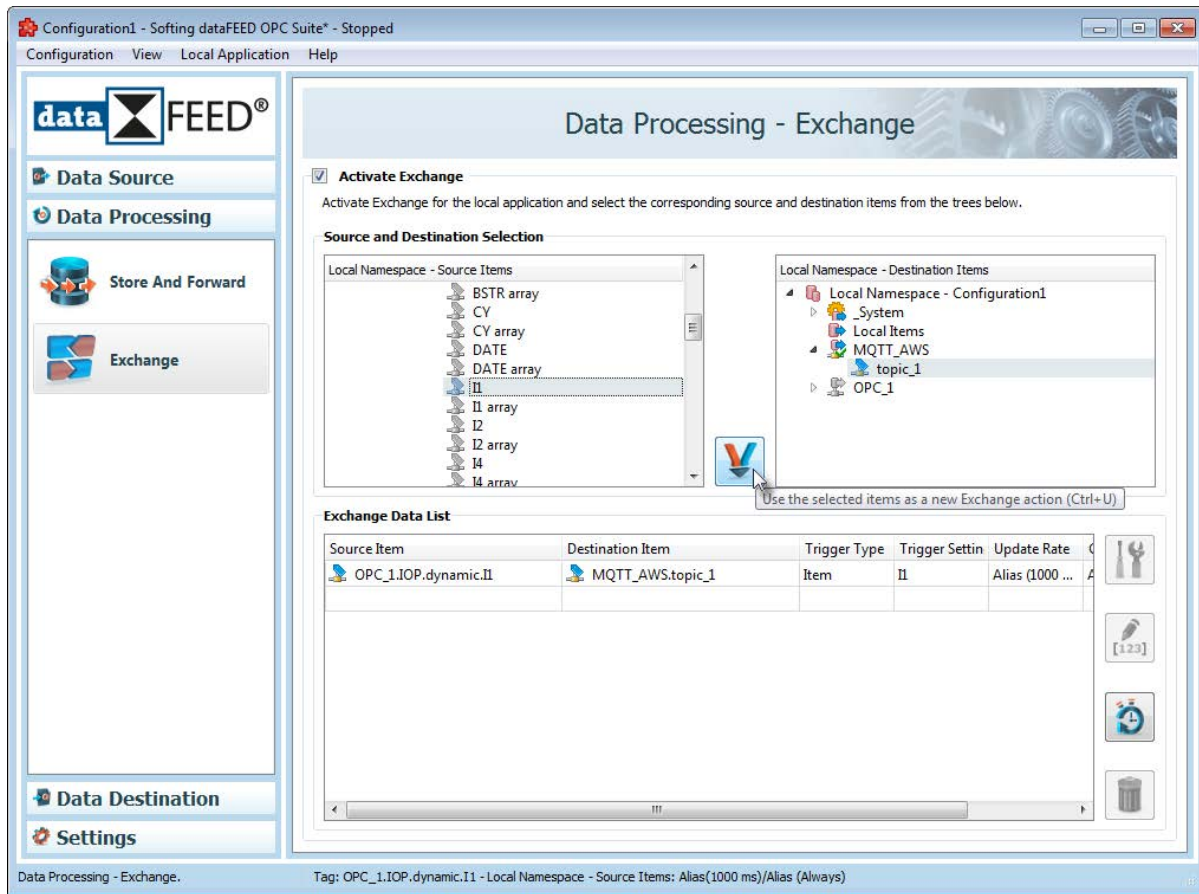 Configuration1 - Softing dataFEED OPC Suite* - Stopped
Configuration View Local Application Help
data FEED®
Data Source
Data Processing
Store And Forward
Exchange
Data Destination
Settings
Data Processing - Exchange
Activate Exchange
Activate Exchange for the local application and select the corresponding source and destination items from the trees below.
Source and Destination Selection
Local Namespace - Source Items
BSTR array
CY
CY array
DATE
DATE array
I1
I1 array
I2
I2 array
I4
I4 array
Local Namespace - Destination Items
Local Namespace - Configuration1
_System
Local Items
MQTT_AWS
topic_1
OPC_1
Use the selected items as a new Exchange action (Ctrl+U)
Exchange Data List
Source Item Destination Item Trigger Type Trigger Settin Update Rate
OPC_1.IOP.dynamic.I1 MQTT_AWS.topic_1 Item I1 Alias (1000 ...
[123]
Data Processing - Exchange.
Tag: OPC_1.IOP.dynamic.I1 - Local Namespace - Source Items: Alias(1000 ms)/Alias (Always)